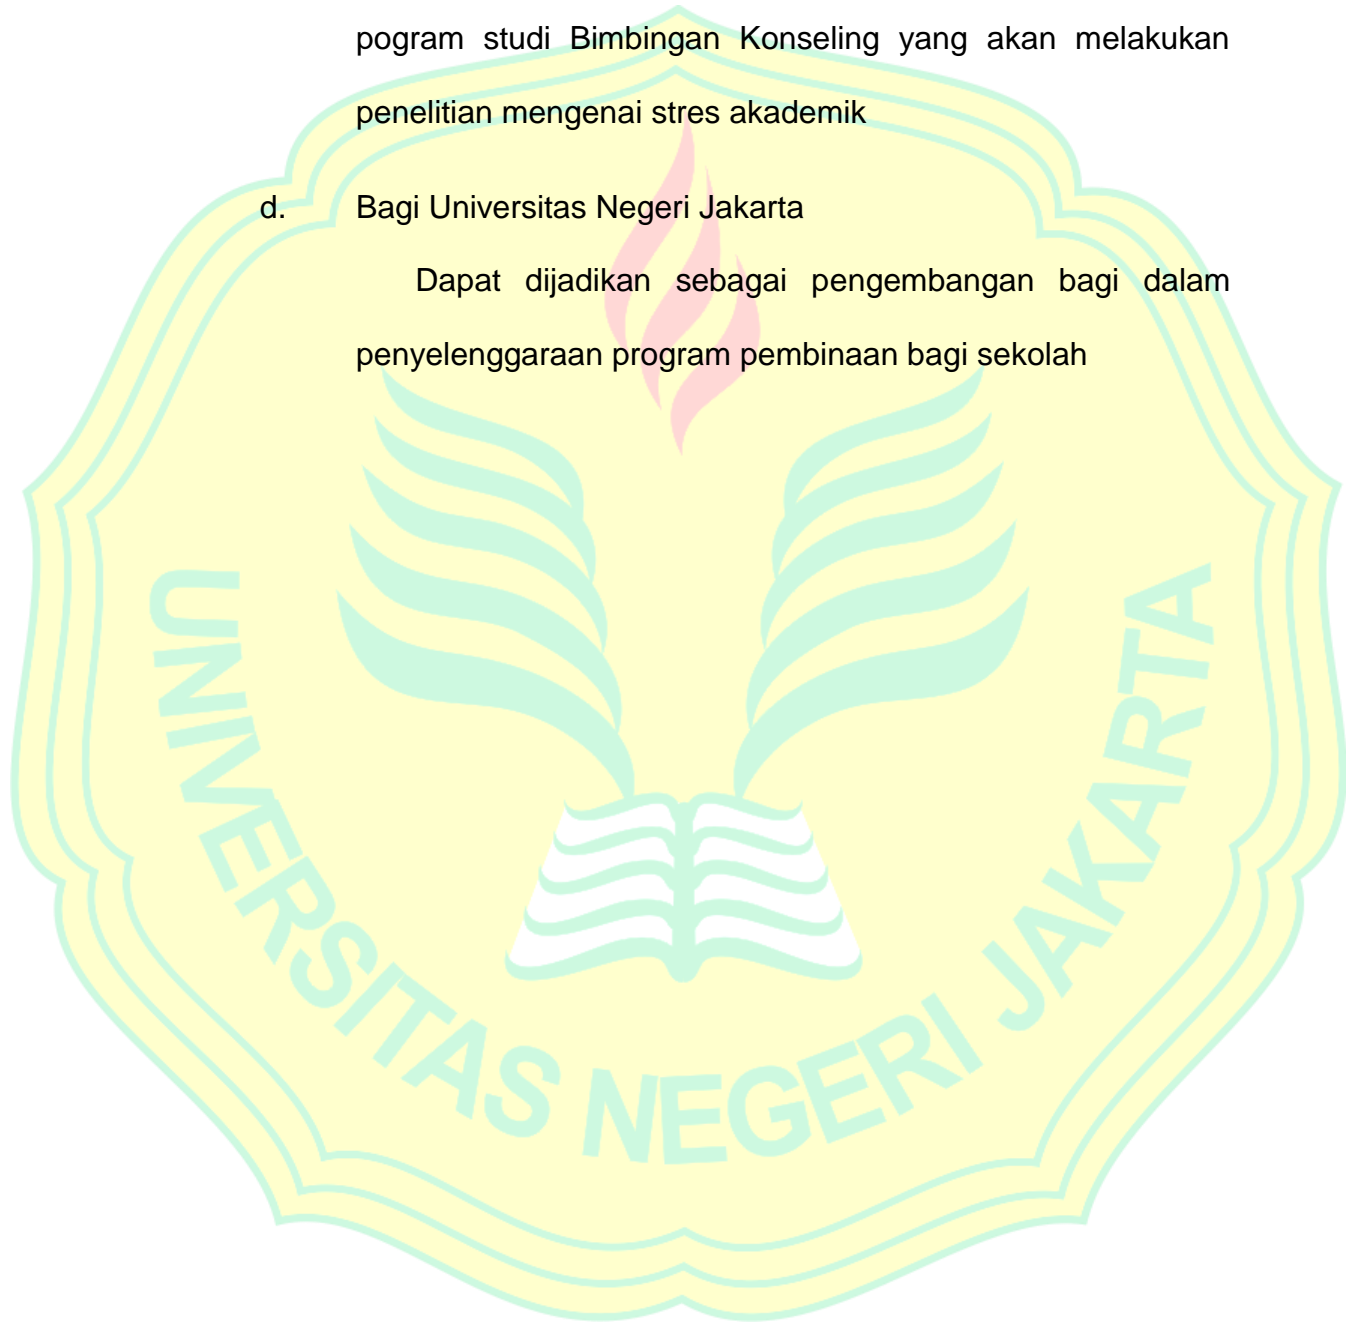 pogram studi Bimbingan Konseling yang akan melakukan
penelitian mengenai stres akademik
d. Bagi Universitas Negeri Jakarta
Dapat dijadikan sebagai pengembangan bagi dalam
penyelenggaraan program pembinaan bagi sekolah
UNIVERSITAS NEGERI JAKARTA